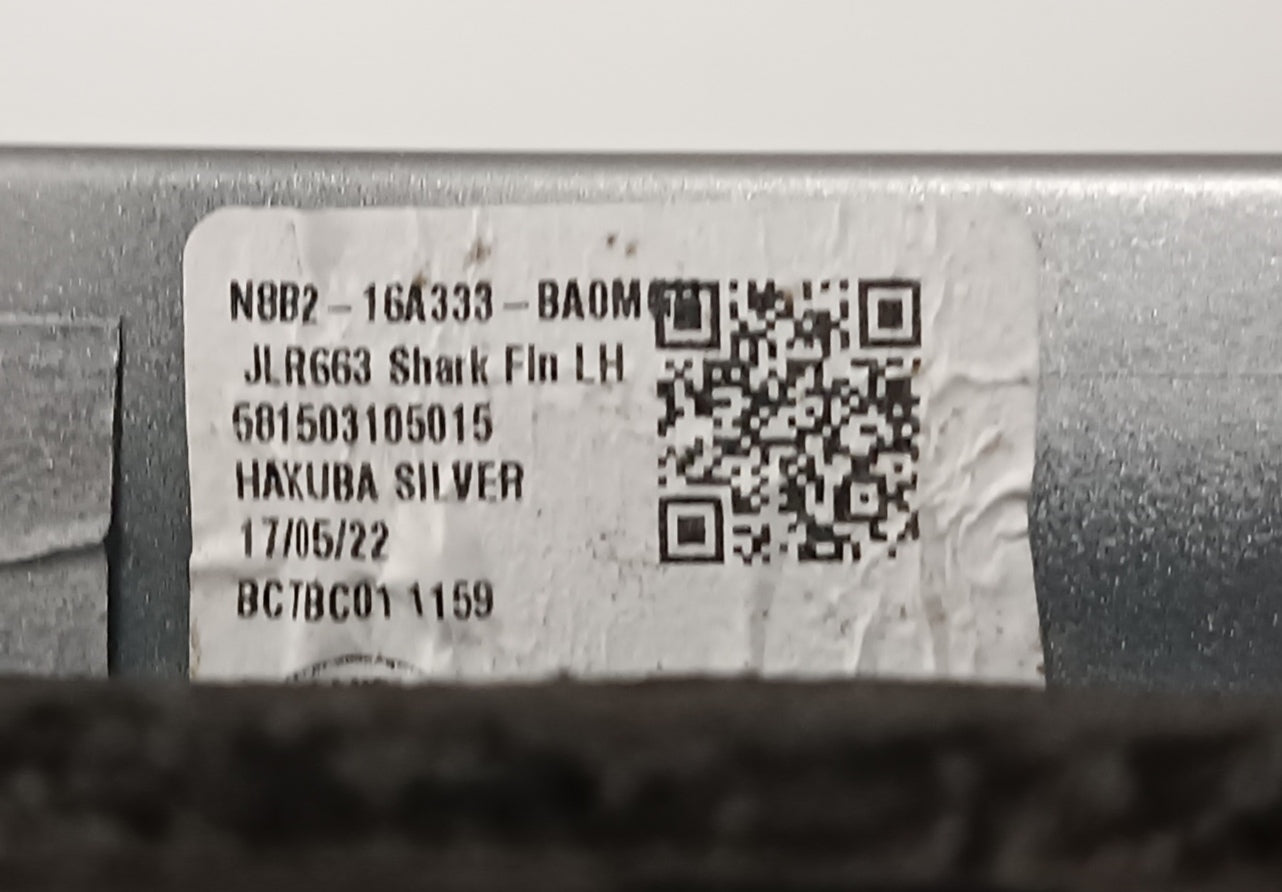 N8B2-16A333-BA0M
JLR663 Shark Fin LH
581503105015
HAKUBA SILVER
17/05/22
BC7BC01 1159